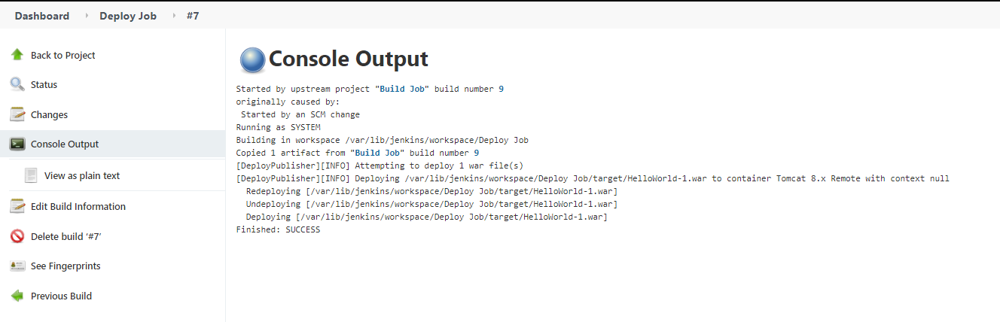 Dashboard Deploy Job #7
Back to Project
Status
Changes
Console Output
View as plain text
Edit Build Information
Delete build ‘#7’
See Fingerprints
Previous Build
Console Output
Started by upstream project "Build Job" build number 9
originally caused by:
Started by an SCM change
Running as SYSTEM
Building in workspace /var/lib/jenkins/workspace/Deploy Job
Copied 1 artifact from "Build Job" build number 9
[DeployPublisher][INFO] Attempting to deploy 1 war file(s)
[DeployPublisher][INFO] Deploying /var/lib/jenkins/workspace/Deploy Job/target/HelloWorld-1.war to container Tomcat 8.x Remote with context null
Redeploying [/var/lib/jenkins/workspace/Deploy Job/target/HelloWorld-1.war]
Undeploying [/var/lib/jenkins/workspace/Deploy Job/target/HelloWorld-1.war]
Deploying [/var/lib/jenkins/workspace/Deploy Job/target/HelloWorld-1.war]
Finished: SUCCESS